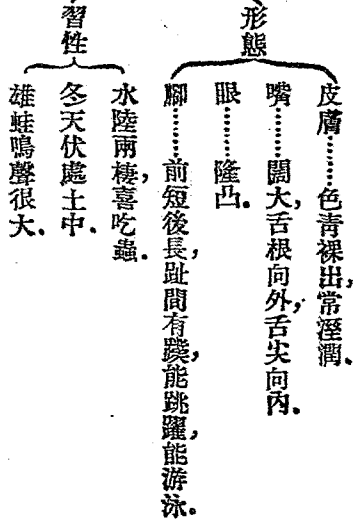 形態
皮膚………色青裸出，常溼潤．
嘴………闊大，舌根向外，舌尖向內．
眼………隆凸．
腳………前短後長，趾間有蹼，能跳躍，能游泳．
習性
水陸兩棲，喜吃蟲．
冬天伏處土中．
雄蛙鳴聲很大．